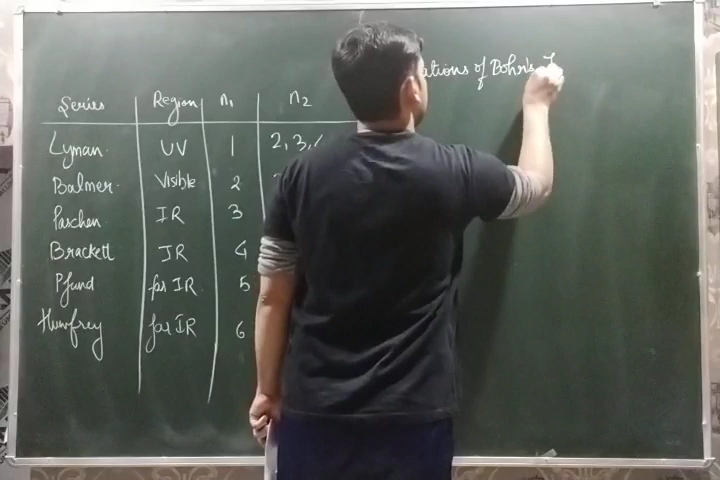 ations of Bohr's T
Series Region n₁ n₂
Lyman. UV 1 2, 3,
Balmer. Visible 2
Paschen IR 3
Brackett IR 4
Pfund far IR. 5
Humfrey far IR 6